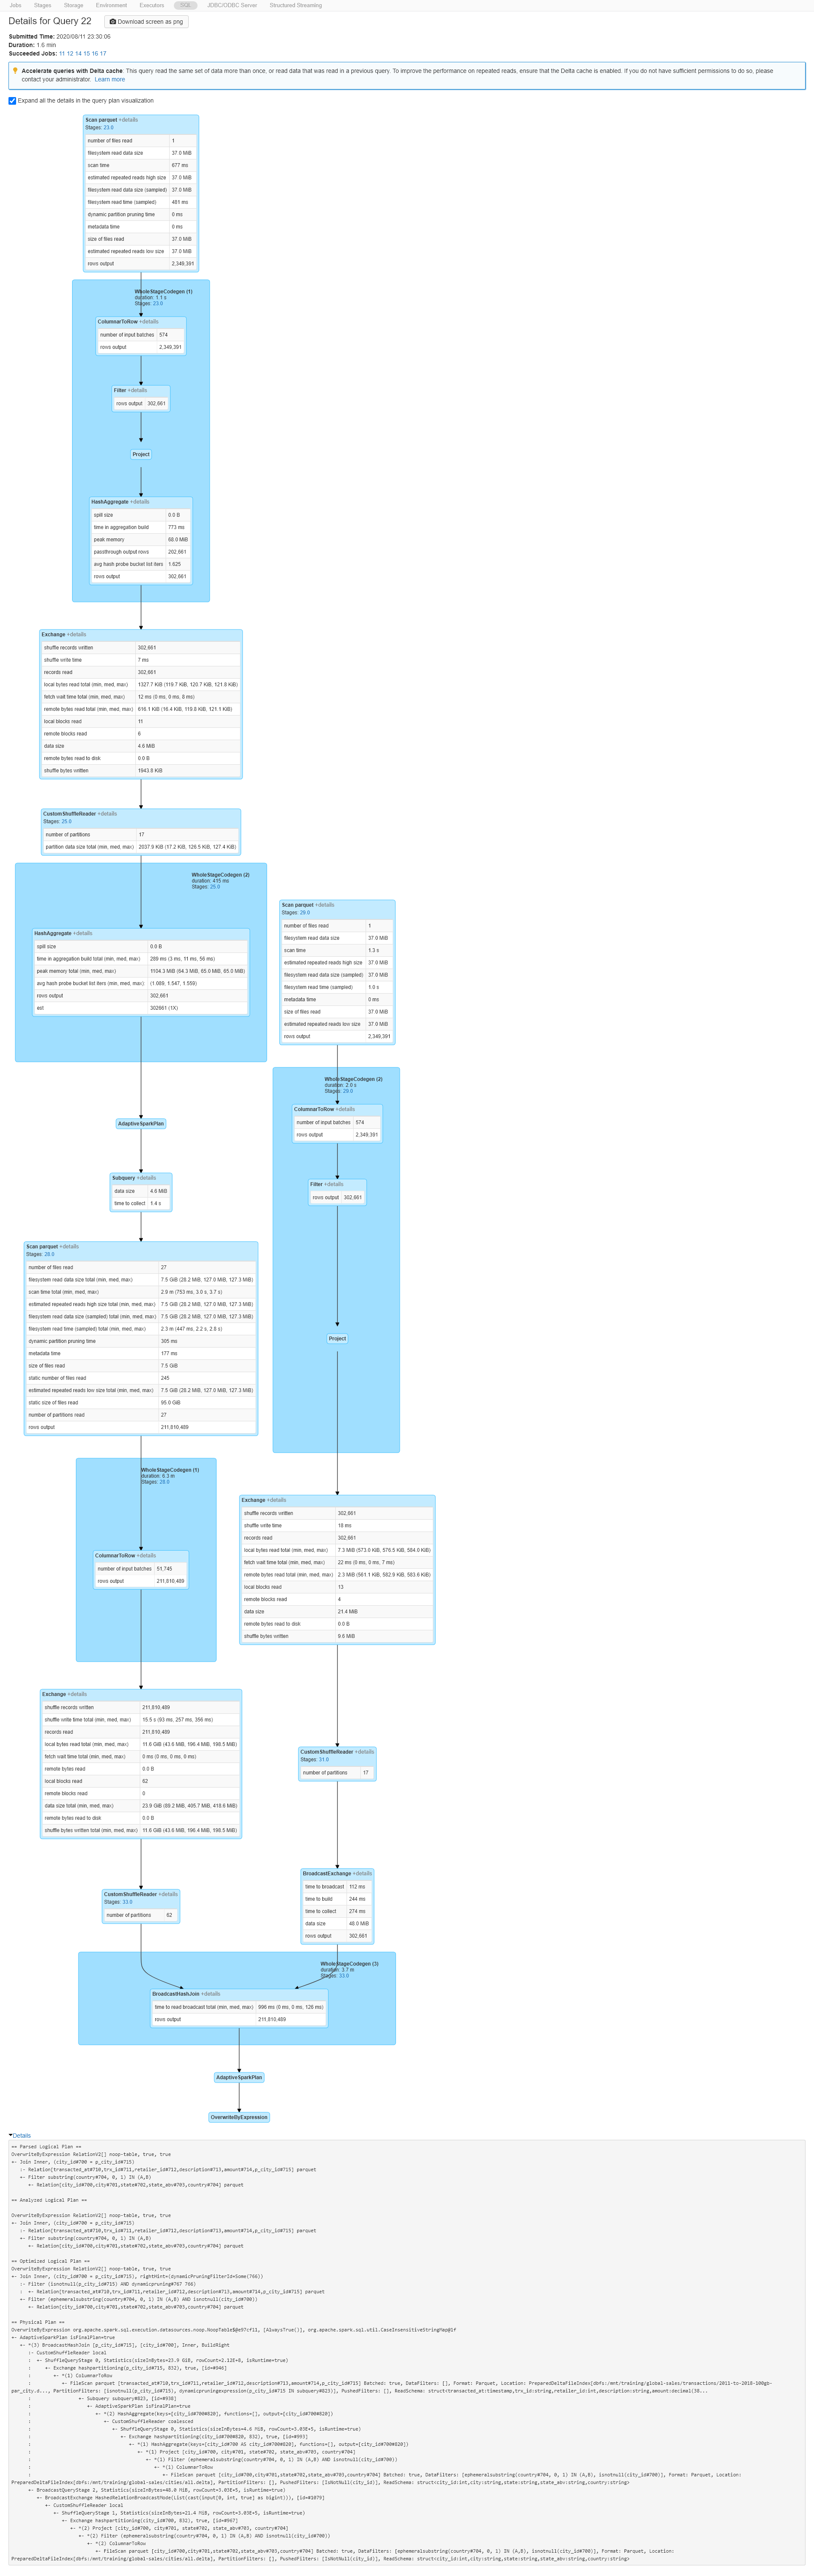 Jobs Stages Storage Environment Executors SQL JDBC/ODBC Server Structured Streaming
Details for Query 22 Download screen as png
Submitted Time: 2020/08/11 23:30:06
Duration: 1.6 min
Succeeded Jobs: 11 12 14 15 16 17
Accelerate queries with Delta cache: This query read the same set of data more than once, or read data that was read in a previous query. To improve the performance on repeated reads, ensure that the Delta cache is enabled. If you do not have sufficient permissions to do so, please
contact your administrator. Learn more
Expand all the details in the query plan visualization
Scan parquet +details
Stages: 23.0
number of files read 1
filesystem read data size 37.0 MiB
scan time 677 ms
estimated repeated reads high size 37.0 MiB
filesystem read data size (sampled) 37.0 MiB
filesystem read time (sampled) 481 ms
dynamic partition pruning time 0 ms
metadata time 0 ms
size of files read 37.0 MiB
estimated repeated reads low size 37.0 MiB
rows output 2,349,391
WholeStageCodegen (1)
duration: 1.1 s
Stages: 23.0
ColumnarToRow +details
number of input batches 574
rows output 2,349,391
Filter +details
rows output 302,661
Project
HashAggregate +details
spill size 0.0 B
time in aggregation build 773 ms
peak memory 68.0 MiB
passthrough output rows 202,661
avg hash probe bucket list iters 1.625
rows output 302,661
Exchange +details
shuffle records written 302,661
shuffle write time 7 ms
records read 302,661
local bytes read total (min, med, max) 1327.7 KiB (119.7 KiB, 120.7 KiB, 121.8 KiB)
fetch wait time total (min, med, max) 12 ms (0 ms, 0 ms, 8 ms)
remote bytes read total (min, med, max) 616.1 KiB (16.4 KiB, 119.8 KiB, 121.1 KiB)
local blocks read 11
remote blocks read 6
data size 4.6 MiB
remote bytes read to disk 0.0 B
shuffle bytes written 1943.8 KiB
CustomShuffleReader +details
Stages: 25.0
number of partitions 17
partition data size total (min, med, max) 2037.9 KiB (17.2 KiB, 126.5 KiB, 127.4 KiB)
WholeStageCodegen (2)
duration: 415 ms
Stages: 25.0
HashAggregate +details
spill size 0.0 B
time in aggregation build total (min, med, max) 289 ms (3 ms, 11 ms, 56 ms)
peak memory total (min, med, max) 1104.3 MiB (64.3 MiB, 65.0 MiB, 65.0 MiB)
avg hash probe bucket list iters (min, med, max) (1.089, 1.547, 1.559)
rows output 302,661
est 302661 (1X)
Scan parquet +details
Stages: 29.0
number of files read 1
filesystem read data size 37.0 MiB
scan time 1.3 s
estimated repeated reads high size 37.0 MiB
filesystem read data size (sampled) 37.0 MiB
filesystem read time (sampled) 1.0 s
metadata time 0 ms
size of files read 37.0 MiB
estimated repeated reads low size 37.0 MiB
rows output 2,349,391
WholeStageCodegen (2)
duration: 2.0 s
Stages: 29.0
ColumnarToRow +details
number of input batches 574
rows output 2,349,391
AdaptiveSparkPlan
Subquery +details
data size 4.6 MiB
time to collect 1.4 s
Filter +details
rows output 302,661
Scan parquet +details
Stages: 28.0
number of files read 27
filesystem read data size total (min, med, max) 7.5 GiB (28.2 MiB, 127.0 MiB, 127.3 MiB)
scan time total (min, med, max) 2.9 m (753 ms, 3.0 s, 3.7 s)
estimated repeated reads high size total (min, med, max) 7.5 GiB (28.2 MiB, 127.0 MiB, 127.3 MiB)
filesystem read data size (sampled) total (min, med, max) 7.5 GiB (28.2 MiB, 127.0 MiB, 127.3 MiB)
filesystem read time (sampled) total (min, med, max) 2.3 m (447 ms, 2.2 s, 2.8 s)
dynamic partition pruning time 305 ms
metadata time 177 ms
size of files read 7.5 GiB
static number of files read 245
estimated repeated reads low size total (min, med, max) 7.5 GiB (28.2 MiB, 127.0 MiB, 127.3 MiB)
static size of files read 95.0 GiB
number of partitions read 27
rows output 211,810,489
Project
WholeStageCodegen (1)
duration: 6.3 m
Stages: 28.0
ColumnarToRow +details
number of input batches 51,745
rows output 211,810,489
Exchange +details
shuffle records written 302,661
shuffle write time 18 ms
records read 302,661
local bytes read total (min, med, max) 7.3 MiB (573.0 KiB, 576.5 KiB, 584.0 KiB)
fetch wait time total (min, med, max) 22 ms (0 ms, 0 ms, 7 ms)
remote bytes read total (min, med, max) 2.3 MiB (561.1 KiB, 582.9 KiB, 583.6 KiB)
local blocks read 13
remote blocks read 4
data size 21.4 MiB
remote bytes read to disk 0.0 B
shuffle bytes written 9.6 MiB
Exchange +details
shuffle records written 211,810,489
shuffle write time total (min, med, max) 15.5 s (93 ms, 257 ms, 356 ms)
records read 211,810,489
local bytes read total (min, med, max) 11.6 GiB (43.6 MiB, 196.4 MiB, 198.5 MiB)
fetch wait time total (min, med, max) 0 ms (0 ms, 0 ms, 0 ms)
remote bytes read 0.0 B
local blocks read 62
remote blocks read 0
data size total (min, med, max) 23.9 GiB (89.2 MiB, 405.7 MiB, 418.6 MiB)
remote bytes read to disk 0.0 B
shuffle bytes written total (min, med, max) 11.6 GiB (43.6 MiB, 196.4 MiB, 198.5 MiB)
CustomShuffleReader +details
Stages: 31.0
number of partitions 17
BroadcastExchange +details
time to broadcast 112 ms
time to build 244 ms
time to collect 274 ms
data size 48.0 MiB
rows output 302,661
CustomShuffleReader +details
Stages: 33.0
number of partitions 62
WholeStageCodegen (3)
duration: 3.7 m
Stages: 33.0
BroadcastHashJoin +details
time to read broadcast total (min, med, max) 996 ms (0 ms, 0 ms, 126 ms)
rows output 211,810,489
AdaptiveSparkPlan
OverwriteByExpression
Details
== Parsed Logical Plan ==
OverwriteByExpression RelationV2[] noop-table, true, true
+- Join Inner, (city_id#700 = p_city_id#715)
:- Relation[transacted_at#710,trx_id#711,retailer_id#712,description#713,amount#714,p_city_id#715] parquet
+- Filter substring(country#704, 0, 1) IN (A,B)
+- Relation[city_id#700,city#701,state#702,state_abv#703,country#704] parquet
== Analyzed Logical Plan ==
OverwriteByExpression RelationV2[] noop-table, true, true
+- Join Inner, (city_id#700 = p_city_id#715)
:- Relation[transacted_at#710,trx_id#711,retailer_id#712,description#713,amount#714,p_city_id#715] parquet
+- Filter substring(country#704, 0, 1) IN (A,B)
+- Relation[city_id#700,city#701,state#702,state_abv#703,country#704] parquet
== Optimized Logical Plan ==
OverwriteByExpression RelationV2[] noop-table, true, true
+- Join Inner, (city_id#700 = p_city_id#715), rightHint=(dynamicPruningFilterId=Some(766))
:- Filter (isnotnull(p_city_id#715) AND dynamicpruning#767 766)
: +- Relation[transacted_at#710,trx_id#711,retailer_id#712,description#713,amount#714,p_city_id#715] parquet
+- Filter (ephemeralsubstring(country#704, 0, 1) IN (A,B) AND isnotnull(city_id#700))
+- Relation[city_id#700,city#701,state#702,state_abv#703,country#704] parquet
== Physical Plan ==
OverwriteByExpression org.apache.spark.sql.execution.datasources.noop.NoopTable$@e97cf11, [AlwaysTrue()], org.apache.spark.sql.util.CaseInsensitiveStringMap@1f
+- AdaptiveSparkPlan isFinalPlan=true
+- *(3) BroadcastHashJoin [p_city_id#715], [city_id#700], Inner, BuildRight
:- CustomShuffleReader local
: +- ShuffleQueryStage 0, Statistics(sizeInBytes=23.9 GiB, rowCount=2.12E+8, isRuntime=true)
: +- Exchange hashpartitioning(p_city_id#715, 832), true, [id=#946]
: +- *(1) ColumnarToRow
: +- FileScan parquet [transacted_at#710,trx_id#711,retailer_id#712,description#713,amount#714,p_city_id#715] Batched: true, DataFilters: [], Format: Parquet, Location: PreparedDeltaFileIndex[dbfs:/mnt/training/global-sales/transactions/2011-to-2018-100gb-
par_city.d..., PartitionFilters: [isnotnull(p_city_id#715), dynamicpruningexpression(p_city_id#715 IN subquery#823)], PushedFilters: [], ReadSchema: struct<transacted_at:timestamp,trx_id:string,retailer_id:int,description:string,amount:decimal(38...
: +- Subquery subquery#823, [id=#938]
: +- AdaptiveSparkPlan isFinalPlan=true
: +- *(2) HashAggregate(keys=[city_id#700#820], functions=[], output=[city_id#700#820])
: +- CustomShuffleReader coalesced
: +- ShuffleQueryStage 0, Statistics(sizeInBytes=4.6 MiB, rowCount=3.03E+5, isRuntime=true)
: +- Exchange hashpartitioning(city_id#700#820, 832), true, [id=#993]
: +- *(1) HashAggregate(keys=[city_id#700 AS city_id#700#820], functions=[], output=[city_id#700#820])
: +- *(1) Project [city_id#700, city#701, state#702, state_abv#703, country#704]
: +- *(1) Filter (ephemeralsubstring(country#704, 0, 1) IN (A,B) AND isnotnull(city_id#700))
: +- *(1) ColumnarToRow
: +- FileScan parquet [city_id#700,city#701,state#702,state_abv#703,country#704] Batched: true, DataFilters: [ephemeralsubstring(country#704, 0, 1) IN (A,B), isnotnull(city_id#700)], Format: Parquet, Location:
PreparedDeltaFileIndex[dbfs:/mnt/training/global-sales/cities/all.delta], PartitionFilters: [], PushedFilters: [IsNotNull(city_id)], ReadSchema: struct<city_id:int,city:string,state:string,state_abv:string,country:string>
+- BroadcastQueryStage 2, Statistics(sizeInBytes=48.0 MiB, rowCount=3.03E+5, isRuntime=true)
+- BroadcastExchange HashedRelationBroadcastMode(List(cast(input[0, int, true] as bigint))), [id=#1079]
+- CustomShuffleReader local
+- ShuffleQueryStage 1, Statistics(sizeInBytes=21.4 MiB, rowCount=3.03E+5, isRuntime=true)
+- Exchange hashpartitioning(city_id#700, 832), true, [id=#967]
+- *(2) Project [city_id#700, city#701, state#702, state_abv#703, country#704]
+- *(2) Filter (ephemeralsubstring(country#704, 0, 1) IN (A,B) AND isnotnull(city_id#700))
+- *(2) ColumnarToRow
+- FileScan parquet [city_id#700,city#701,state#702,state_abv#703,country#704] Batched: true, DataFilters: [ephemeralsubstring(country#704, 0, 1) IN (A,B), isnotnull(city_id#700)], Format: Parquet, Location:
PreparedDeltaFileIndex[dbfs:/mnt/training/global-sales/cities/all.delta], PartitionFilters: [], PushedFilters: [IsNotNull(city_id)], ReadSchema: struct<city_id:int,city:string,state:string,state_abv:string,country:string>